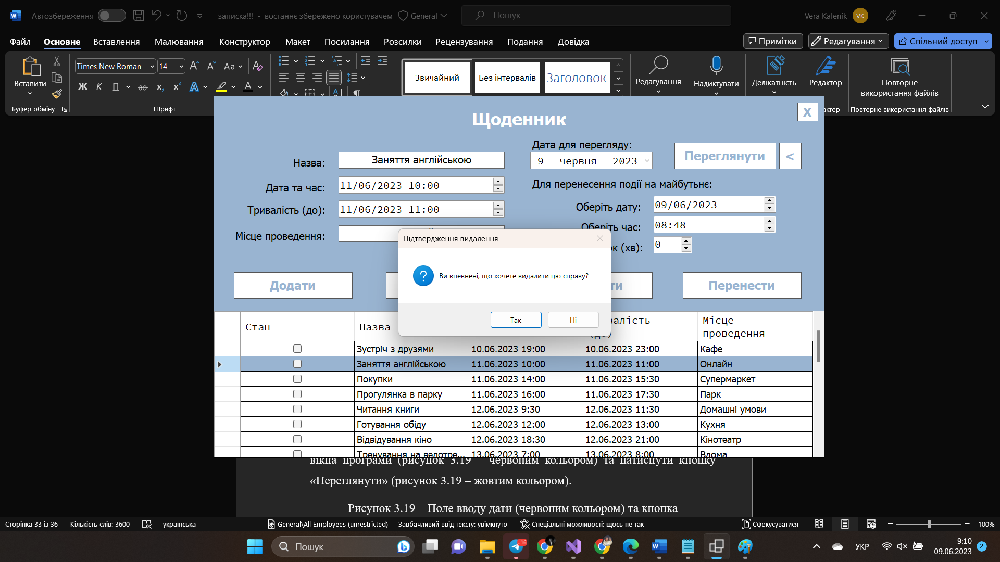 Автозбереження
записка!!! - востаннє збережено користувачем
General
Пошук
Vera Kalenik
VK
Файл Основне Вставлення Малювання Конструктор Макет Посилання Розсилки Рецензування Подання Довідка
Примітки
Редагування
Спільний доступ
Вставити
Буфер обміну
Times New Roman
14
Aa
Ж К П ab x₂ x²
Шрифт
Звичайний
Без інтервалів
Заголовок
Редагування
Надиктувати
Делікатність
Редактор
Повторне
використання файлів
ктор
Повторне використання файлів
Щоденник
X
Назва:
Заняття англійською
Дата та час:
11/06/2023 10:00
Тривалість (до):
11/06/2023 11:00
Місце проведення:
Дата для перегляду:
9 червня 2023
Переглянути
<
Для перенесення події на майбутьнє:
Оберіть дату:
09/06/2023
Оберіть час:
08:48
ок (хв):
0
Додати
ти
Перенести
Підтвердження видалення
Ви впевнені, що хочете видалити цю справу?
Так
Ні
Стан Назва валість Місце
проведення
Зустріч з друзями 10.06.2023 19:00 10.06.2023 23:00 Кафе
Заняття англійською 11.06.2023 10:00 11.06.2023 11:00 Онлайн
Покупки 11.06.2023 14:00 11.06.2023 15:30 Супермаркет
Прогулянка в парку 11.06.2023 16:00 11.06.2023 17:30 Парк
Читання книги 12.06.2023 9:30 12.06.2023 11:30 Домашні умови
Готування обіду 12.06.2023 12:00 12.06.2023 13:00 Кухня
Відвідування кіно 12.06.2023 18:30 12.06.2023 21:00 Кінотеатр
Тренування на велотре... 13.06.2023 7:00 13.06.2023 8:00 Вдома
вікна програми (рисунок 3.19 – червоним кольором) та натиснути кнопку
«Переглянути» (рисунок 3.19 – жовтим кольором).
Рисунок 3.19 – Поле вводу дати (червоним кольором) та кнопка
Сторінка 33 із 36
Кількість слів: 3600
українська
General\All Employees (unrestricted)
Завбачливий ввід тексту: увімкнуто
Спеціальні можливості: щось не так
Сфокусуватися
100%
Пошук
..16
УКР
9:10
09.06.2023
2